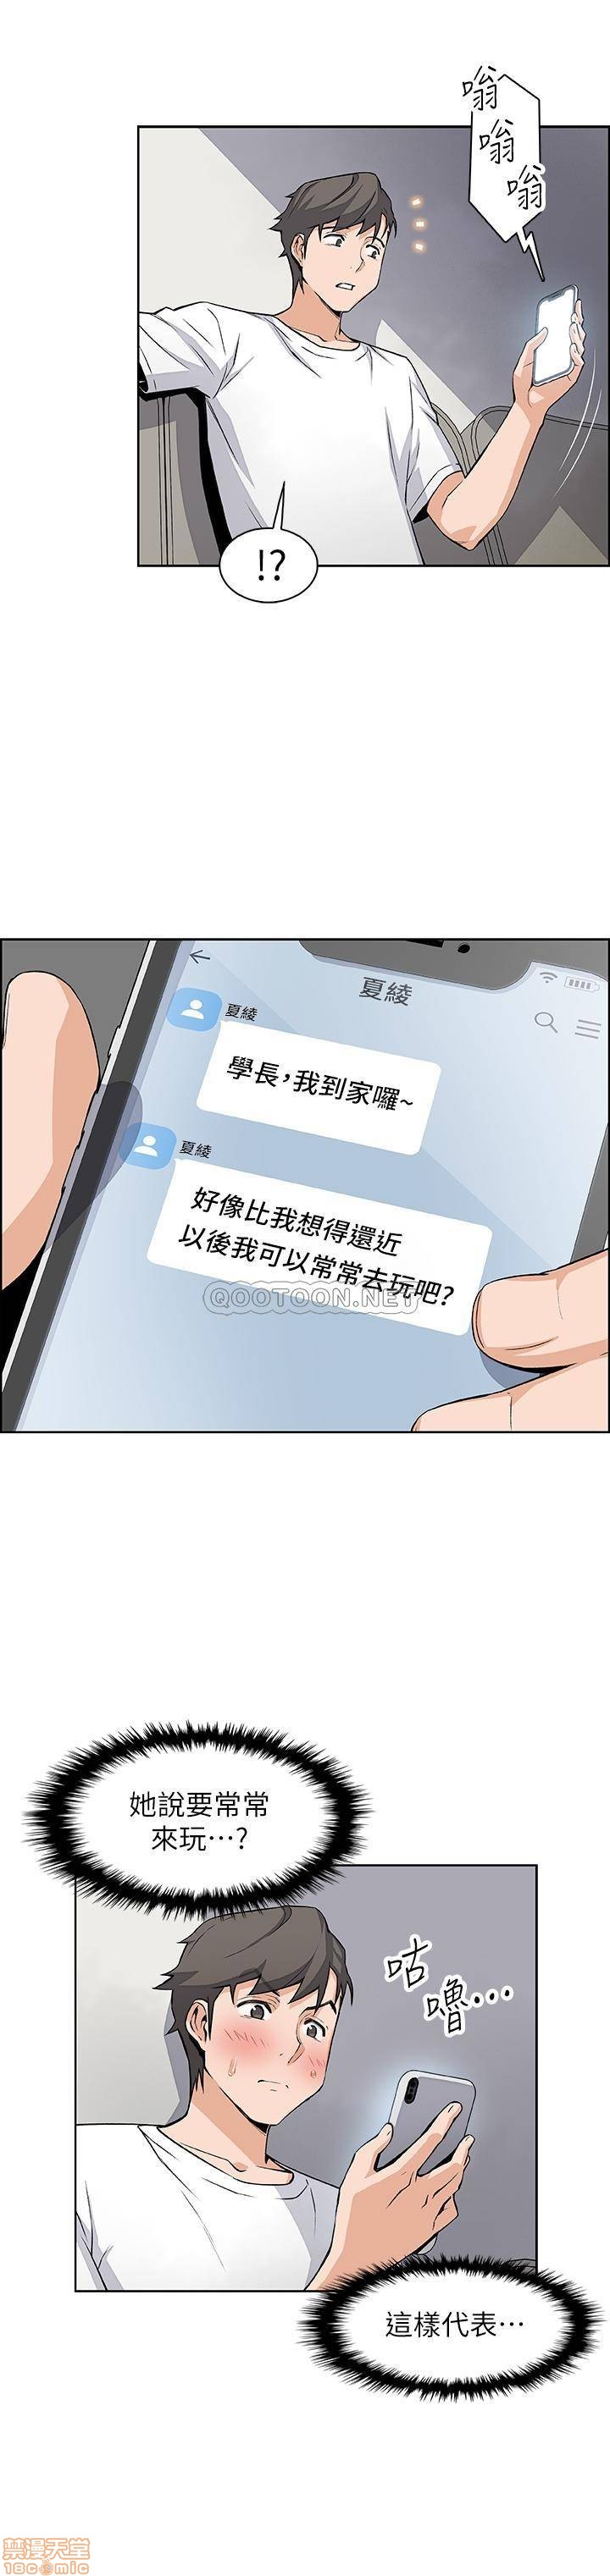 嗡
嗡
嗡
!?
夏綾
夏綾
學長,我到家囉~
夏綾
好像比我想得還近
以後我可以常常去玩吧?
QOOTOON.NET
她說要常常
來玩…?
咕
嚕…
這樣代表…
禁漫天堂
18comic